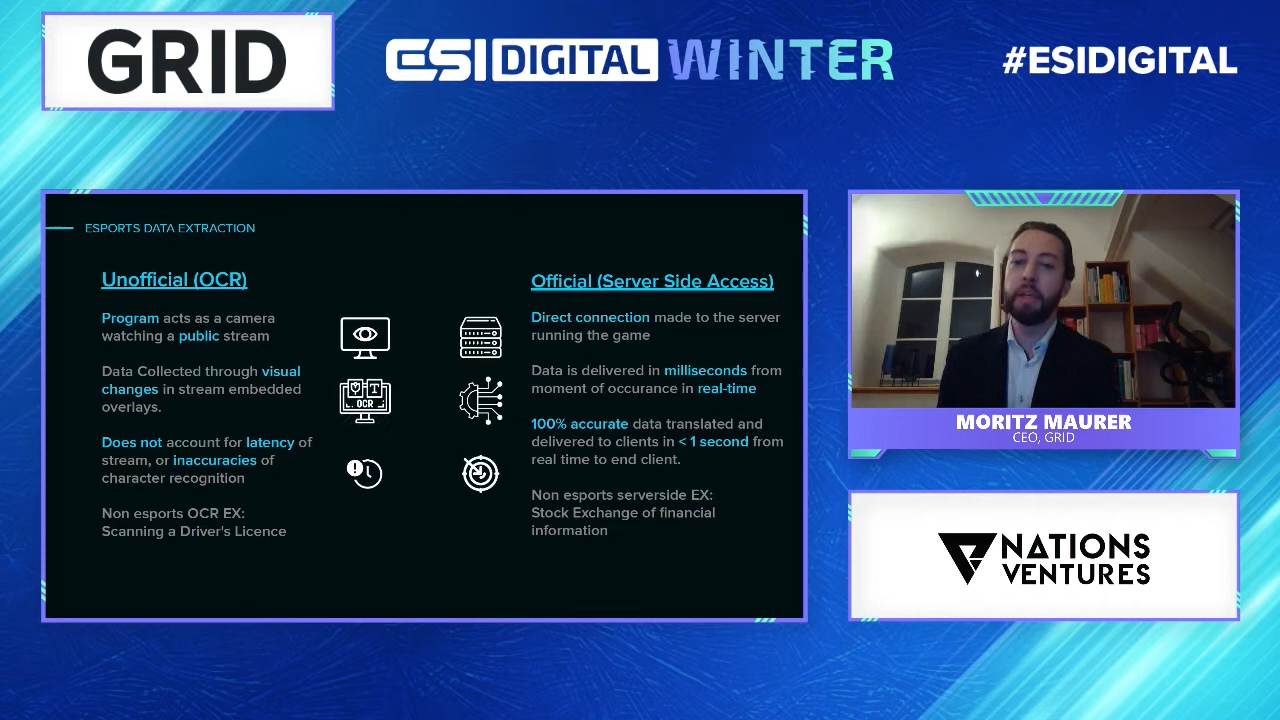 GRID
ESI DIGITAL WINTER
#ESIDIGITAL
ESPORTS DATA EXTRACTION
Unofficial (OCR)
Program acts as a camera
watching a public stream
Data Collected through visual
changes in stream embedded
overlays.
Does not account for latency of
stream, or inaccuracies of
character recognition
Non esports OCR EX:
Scanning a Driver's Licence
T
OCR
Official (Server Side Access)
Direct connection made to the server
running the game
Data is delivered in milliseconds from
moment of occurance in real-time
100% accurate data translated and
delivered to clients in < 1 second from
real time to end client.
Non esports serverside EX:
Stock Exchange of financial
information
MORITZ MAURER
CEO, GRID
NATIONS
VENTURES